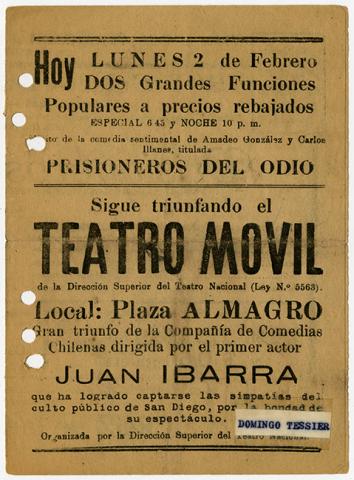 Hoy LUNES 2 de Febrero
DOS Grandes Funciones
Populares a precios rebajados
ESPECIAL 6 45 y NOCHE 10 p. m.
de la comedia sentimental de Amadeo González y Carlos
Illanes, titulada
PRISIONEROS DEL ODIO
Sigue triunfando el
TEATRO MOVIL
de la Dirección Superior del Teatro Nacional (Ley N.º 5563).
Local: Plaza ALMAGRO
Gran triunfo de la Compañía de Comedias
Chilenas dirigida por el primer actor
JUAN IBARRA
que ha logrado captarse las simpatías del
culto público de San Diego, por la bondad de
su espectáculo.
DOMINGO TESSIER
Organizada por la Dirección Superior del Teatro Nacional.